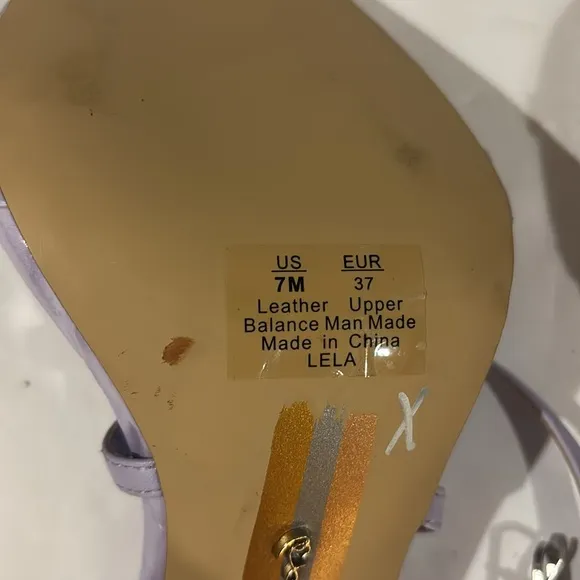 US EUR
7M 37
Leather Upper
Balance Man Made
Made in China
LELA
X